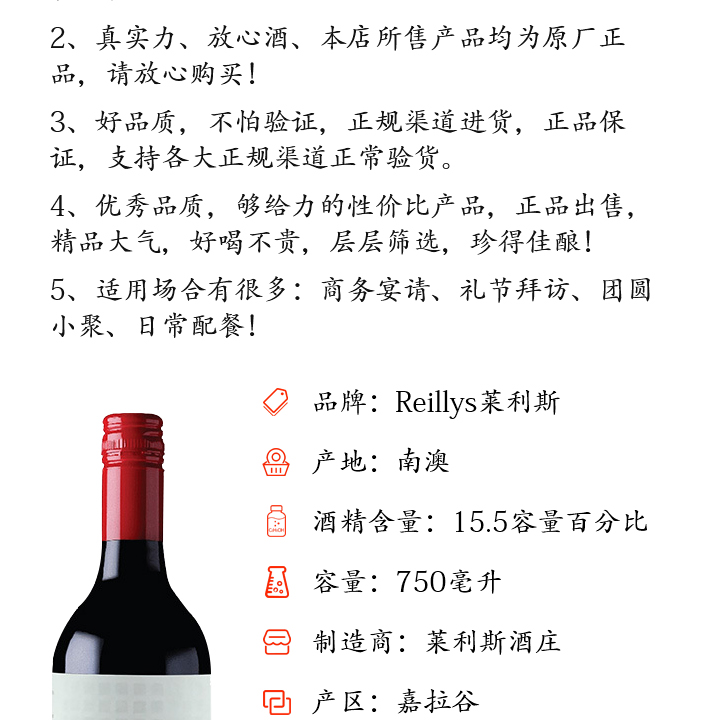 2、真实力、放心酒、本店所售产品均为原厂正
品，请放心购买！
3、好品质，不怕验证，正规渠道进货，正品保
证，支持各大正规渠道正常验货。
4、优秀品质，够给力的性价比产品，正品出售，
精品大气，好喝不贵，层层筛选，珍得佳酿！
5、适用场合有很多：商务宴请、礼节拜访、团圆
小聚、日常配餐！
品牌：Reillys莱利斯
产地：南澳
酒精含量：15.5容量百分比
容量：750毫升
制造商：莱利斯酒庄
产区：嘉拉谷